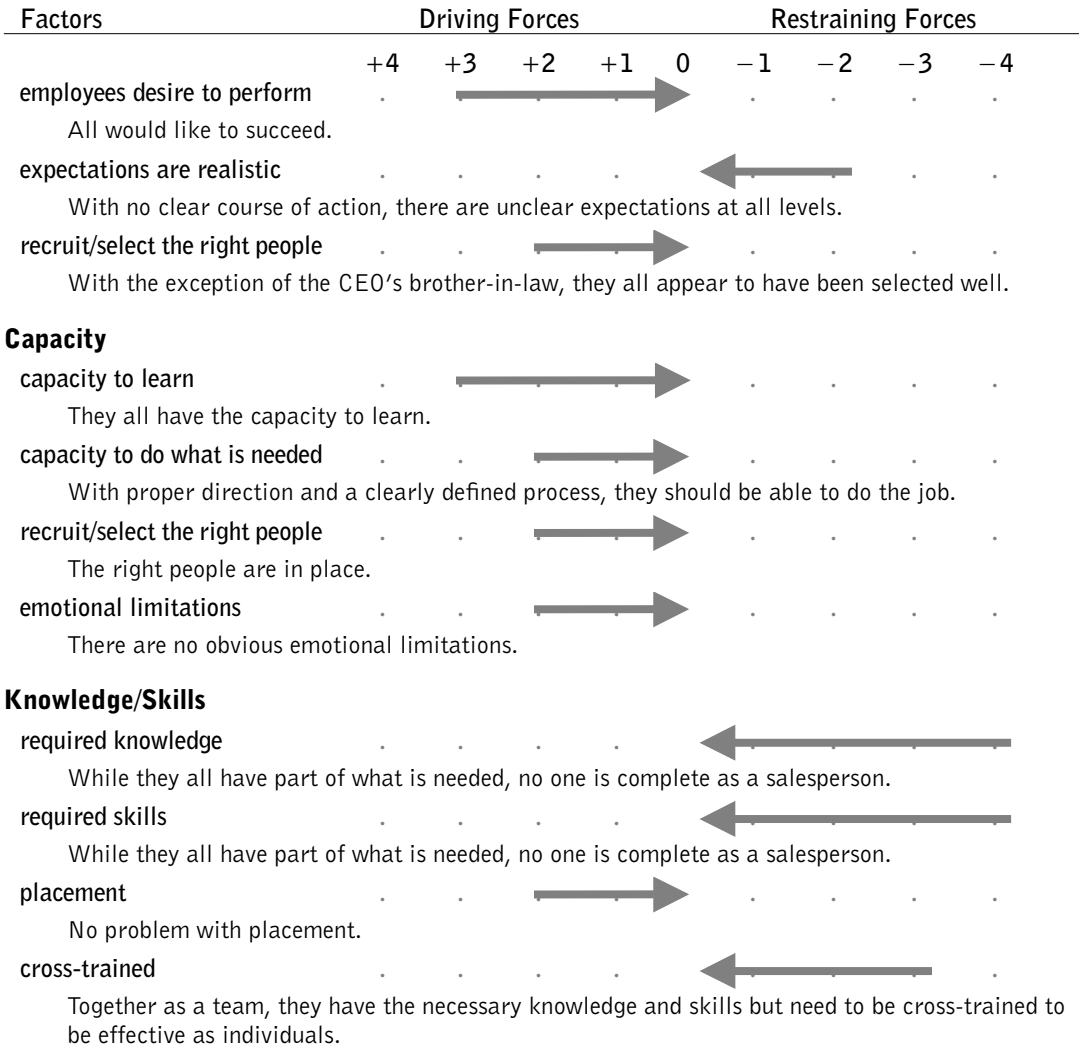 Factors Driving Forces Restraining Forces
+4 +3 +2 +1 0 −1 −2 −3 −4
employees desire to perform
All would like to succeed.
expectations are realistic
With no clear course of action, there are unclear expectations at all levels.
recruit/select the right people
With the exception of the CEO's brother-in-law, they all appear to have been selected well.
Capacity
capacity to learn
They all have the capacity to learn.
capacity to do what is needed
With proper direction and a clearly defined process, they should be able to do the job.
recruit/select the right people
The right people are in place.
emotional limitations
There are no obvious emotional limitations.
Knowledge/Skills
required knowledge
While they all have part of what is needed, no one is complete as a salesperson.
required skills
While they all have part of what is needed, no one is complete as a salesperson.
placement
No problem with placement.
cross-trained
Together as a team, they have the necessary knowledge and skills but need to be cross-trained to
be effective as individuals.